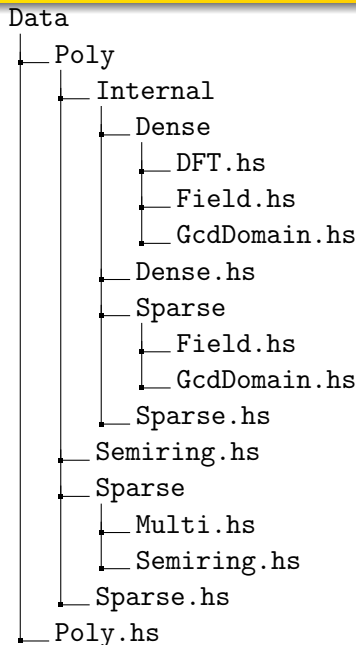 Data
Poly
Internal
Dense
DFT.hs
Field.hs
GcdDomain.hs
Dense.hs
Sparse
Field.hs
GcdDomain.hs
Sparse.hs
Semiring.hs
Sparse
Multi.hs
Semiring.hs
Sparse.hs
Poly.hs